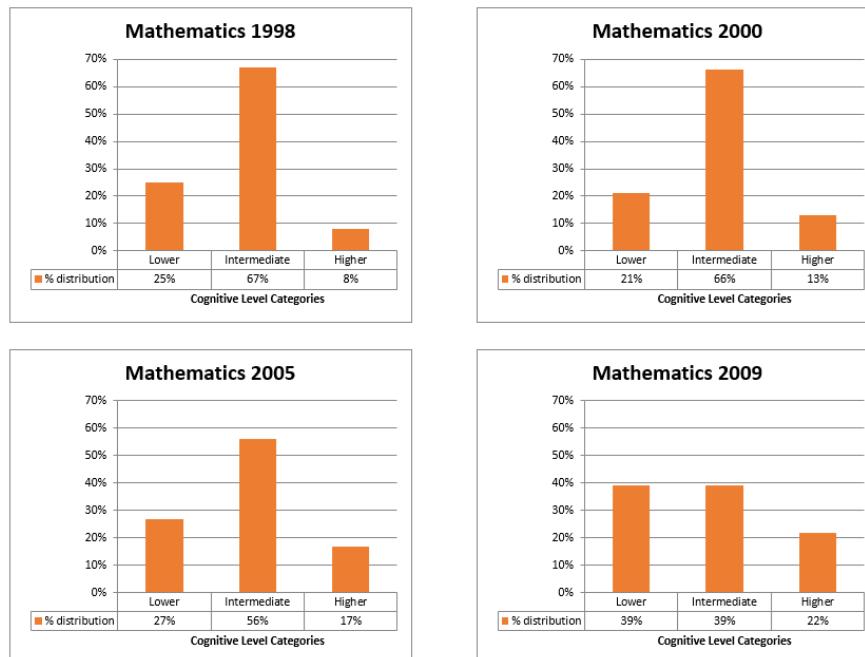 Mathematics 1998
70%
60%
50%
40%
30%
20%
10%
0%
Lower Intermediate Higher
% distribution 25% 67% 8%
Cognitive Level Categories
Mathematics 2000
70%
60%
50%
40%
30%
20%
10%
0%
Lower Intermediate Higher
% distribution 21% 66% 13%
Cognitive Level Categories
Mathematics 2005
70%
60%
50%
40%
30%
20%
10%
0%
Lower Intermediate Higher
% distribution 27% 56% 17%
Cognitive Level Categories
Mathematics 2009
70%
60%
50%
40%
30%
20%
10%
0%
Lower Intermediate Higher
% distribution 39% 39% 22%
Cognitive Level Categories